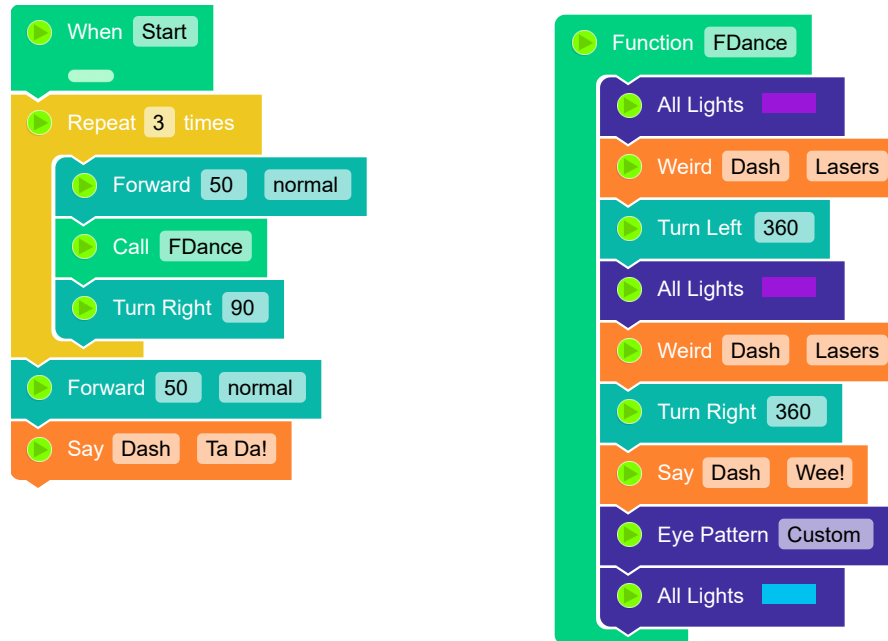 When Start
Repeat 3 times
Forward 50 normal
Call FDance
Turn Right 90
Forward 50 normal
Say Dash Ta Da!
Function FDance
All Lights
Weird Dash Lasers
Turn Left 360
All Lights
Weird Dash Lasers
Turn Right 360
Say Dash Wee!
Eye Pattern Custom
All Lights